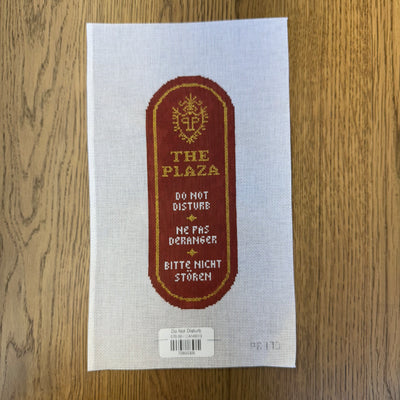 THE
PLAZA
DO NOT
DISTURB
NE PAS
DERANGER
BITTE NICHT
STÖREN
Do Not Disturb